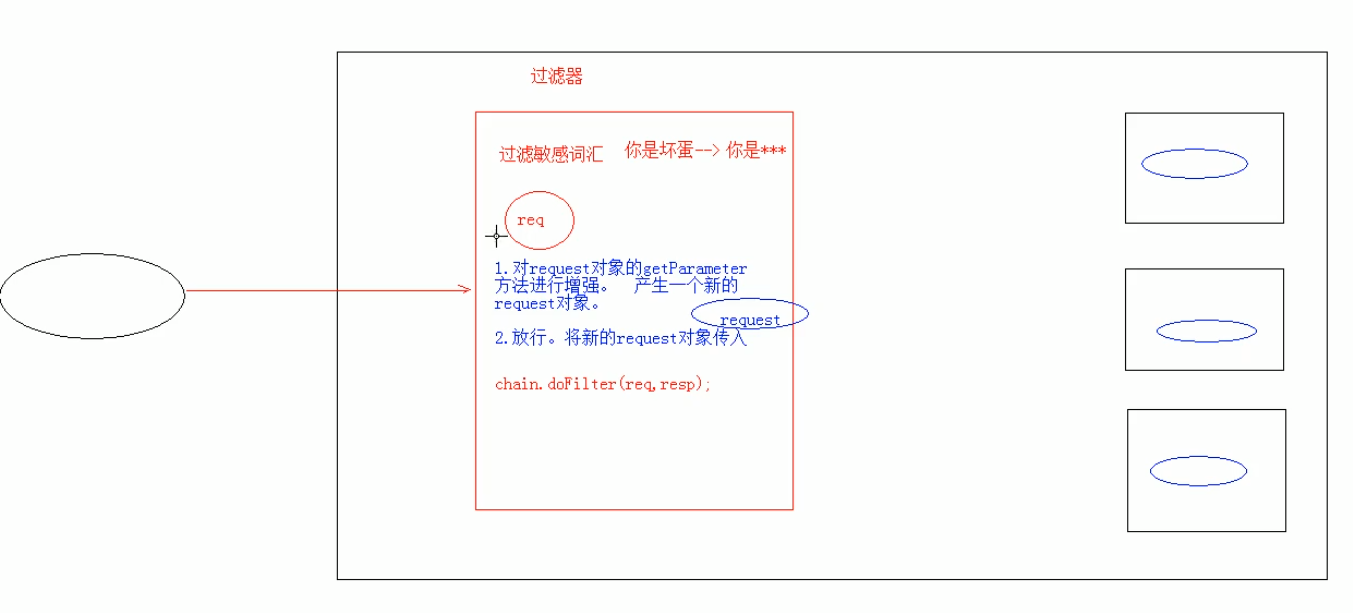 过滤器
过滤敏感词汇 你是坏蛋--> 你是***
req
1.对request对象的getParameter
方法进行增强。 产生一个新的
request对象。
request
2.放行。将新的request对象传入
chain.doFilter(req,resp);